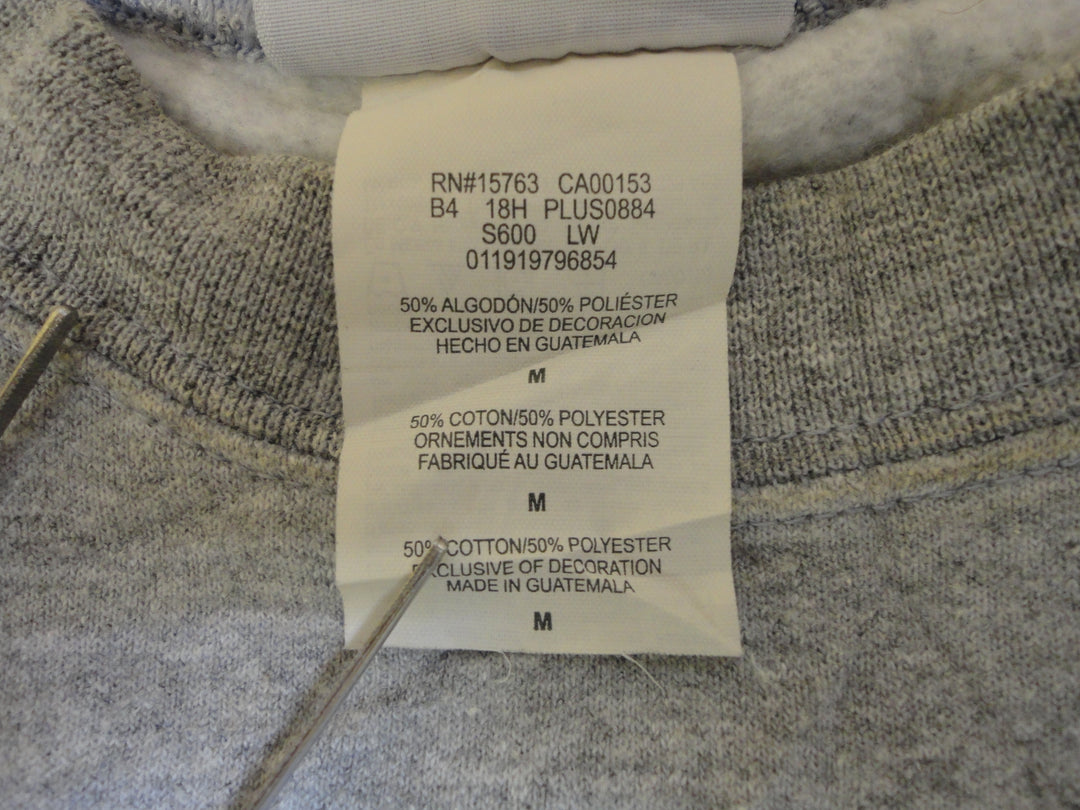 RN#15763 CA00153
B4 18H PLUS0884
S600 LW
011919796854
50% ALGODÓN/50% POLIÉSTER
EXCLUSIVO DE DECORACION
HECHO EN GUATEMALA
M
50% COTON/50% POLYESTER
ORNEMENTS NON COMPRIS
FABRIQUÉ AU GUATEMALA
M
50% COTTON/50% POLYESTER
EXCLUSIVE OF DECORATION
MADE IN GUATEMALA
M